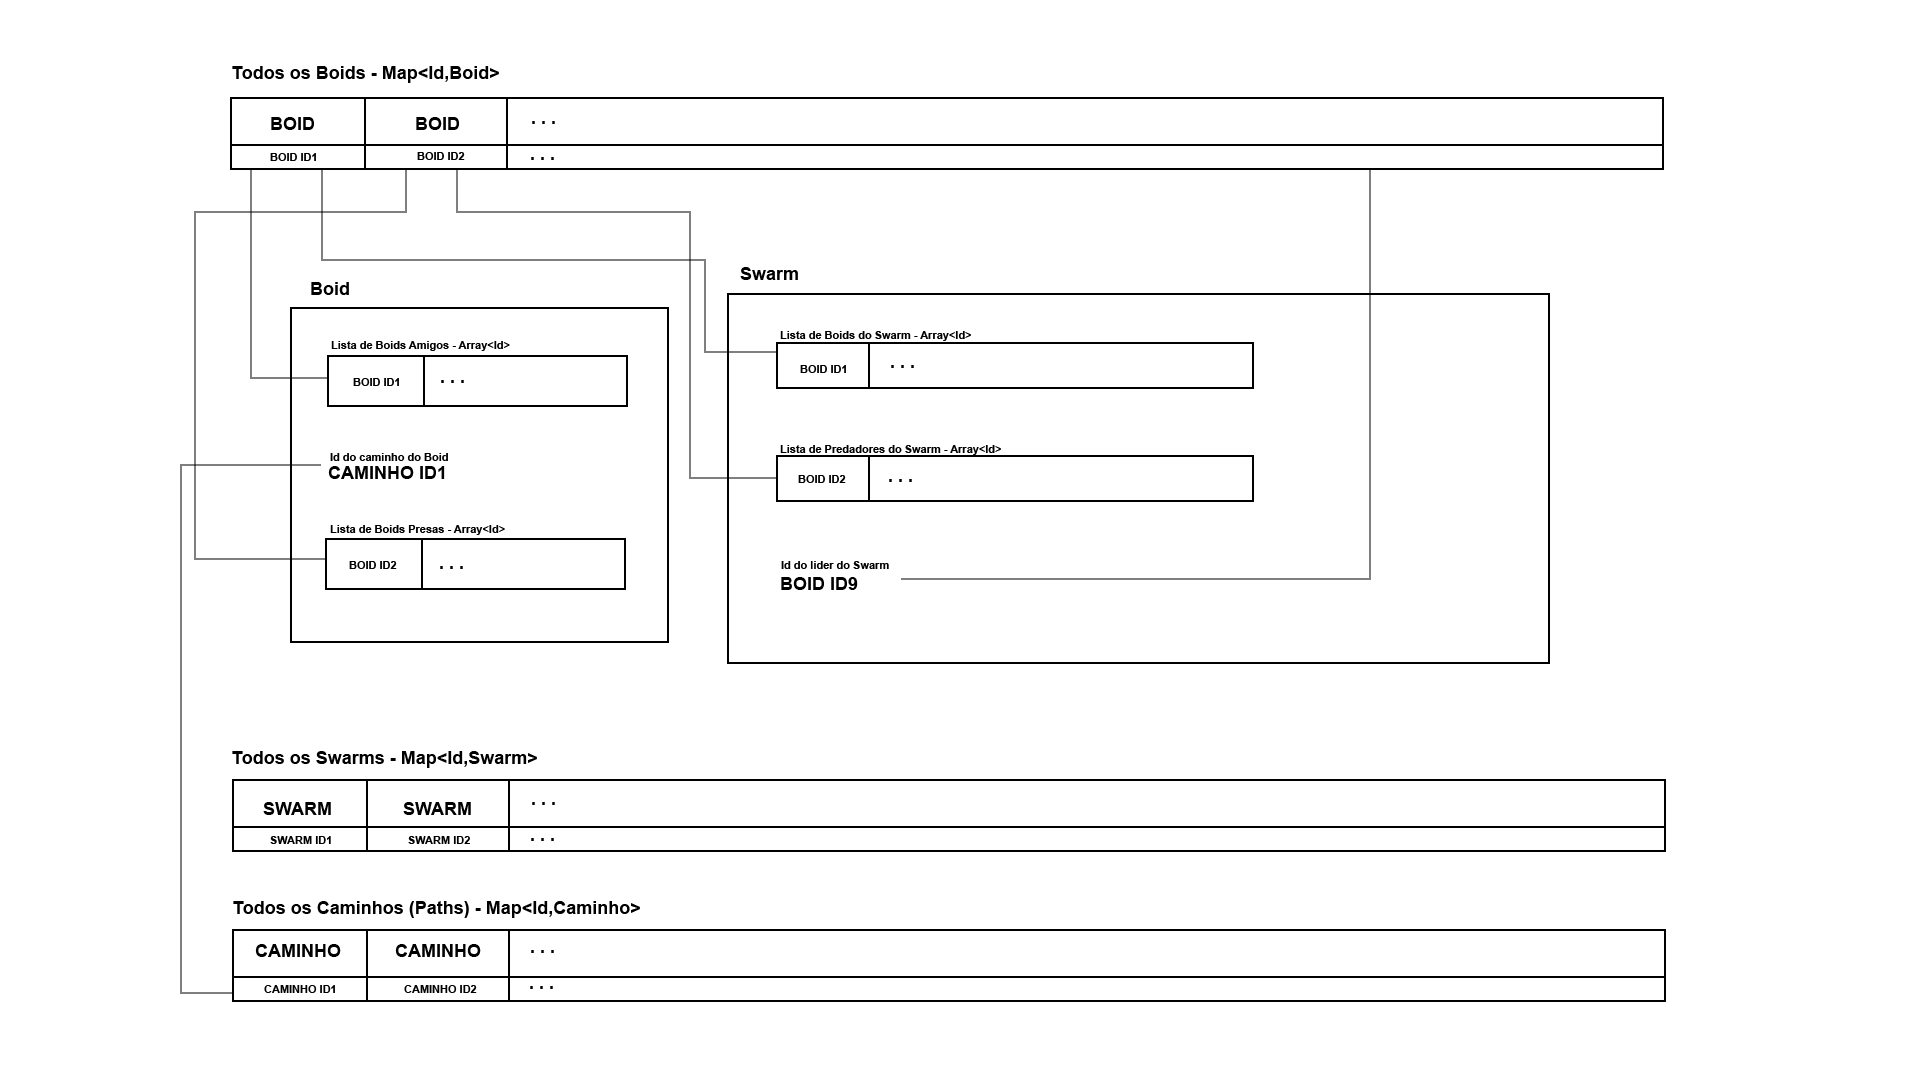 Todos os Boids - Map<Id,Boid>
BOID BOID . . .
BOID ID1 BOID ID2 . . .
Boid
Lista de Boids Amigos - Array<Id>
BOID ID1 . . .
Id do caminho do Boid
CAMINHO ID1
Lista de Boids Presas - Array<Id>
BOID ID2 . . .
Swarm
Lista de Boids do Swarm - Array<Id>
BOID ID1 . . .
Lista de Predadores do Swarm - Array<Id>
BOID ID2 . . .
Id do lider do Swarm
BOID ID9
Todos os Swarms - Map<Id,Swarm>
SWARM SWARM . . .
SWARM ID1 SWARM ID2 . . .
Todos os Caminhos (Paths) - Map<Id,Caminho>
CAMINHO CAMINHO . . .
CAMINHO ID1 CAMINHO ID2 . . .